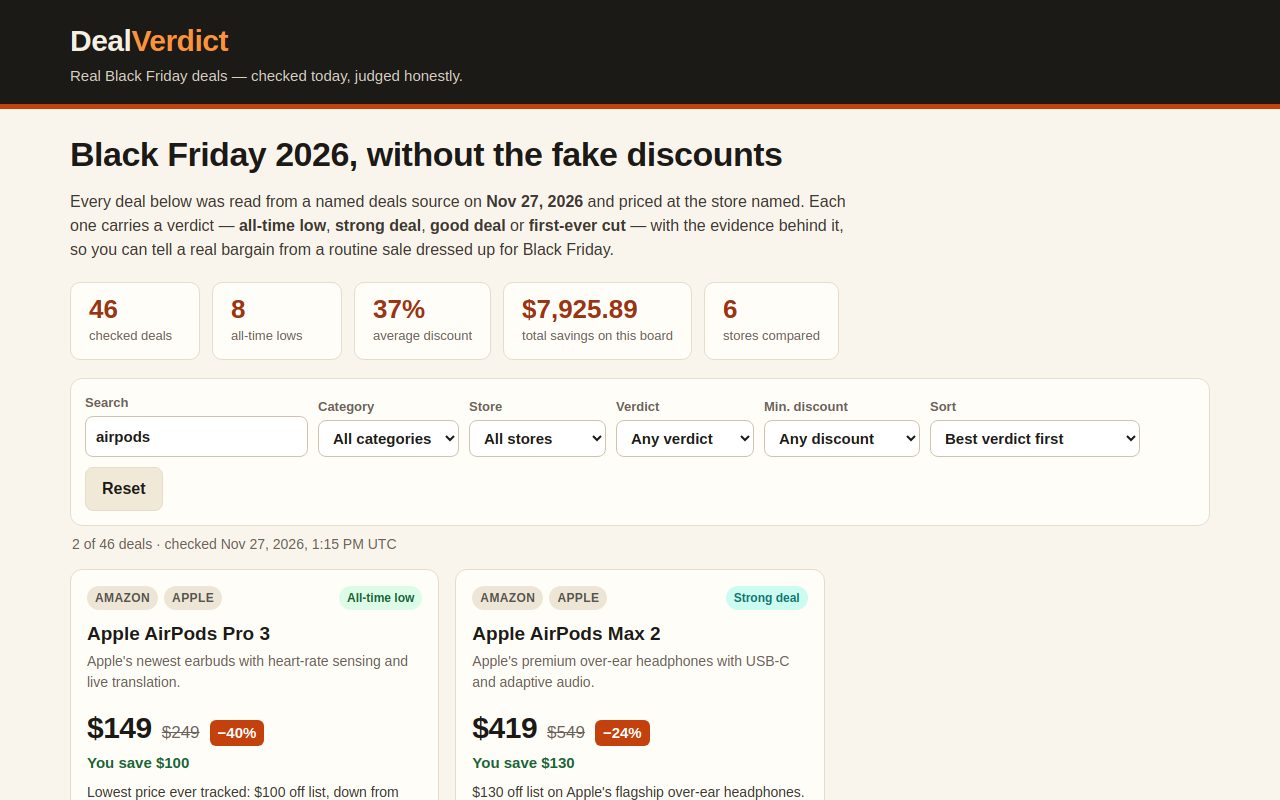 DealVerdict
Real Black Friday deals — checked today, judged honestly.
Black Friday 2026, without the fake discounts
Every deal below was read from a named deals source on Nov 27, 2026 and priced at the store named. Each
one carries a verdict — all-time low, strong deal, good deal or first-ever cut — with the evidence behind it,
so you can tell a real bargain from a routine sale dressed up for Black Friday.
46
checked deals
8
all-time lows
37%
average discount
$7,925.89
total savings on this board
6
stores compared
Search
airpods
Category
All categories
Store
All stores
Verdict
Any verdict
Min. discount
Any discount
Sort
Best verdict first
Reset
2 of 46 deals · checked Nov 27, 2026, 1:15 PM UTC
AMAZON APPLE All-time low
Apple AirPods Pro 3
Apple's newest earbuds with heart-rate sensing and
live translation.
$149 $249 −40%
You save $100
Lowest price ever tracked: $100 off list, down from
AMAZON APPLE Strong deal
Apple AirPods Max 2
Apple's premium over-ear headphones with USB-C
and adaptive audio.
$419 $549 −24%
You save $130
$130 off list on Apple's flagship over-ear headphones.